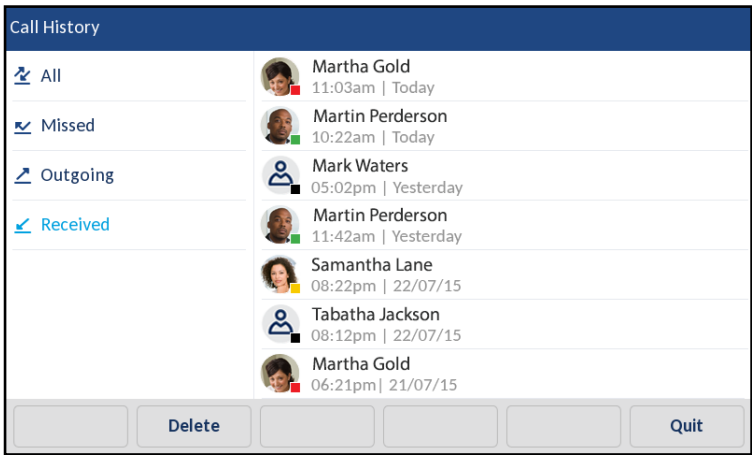 Call History
All
Missed
Outgoing
Received
Martha Gold
11:03am | Today
Martin Perderson
10:22am | Today
Mark Waters
05:02pm | Yesterday
Martin Perderson
11:42am | Yesterday
Samantha Lane
08:22pm | 22/07/15
Tabatha Jackson
08:12pm | 22/07/15
Martha Gold
06:21pm| 21/07/15
Delete
Quit